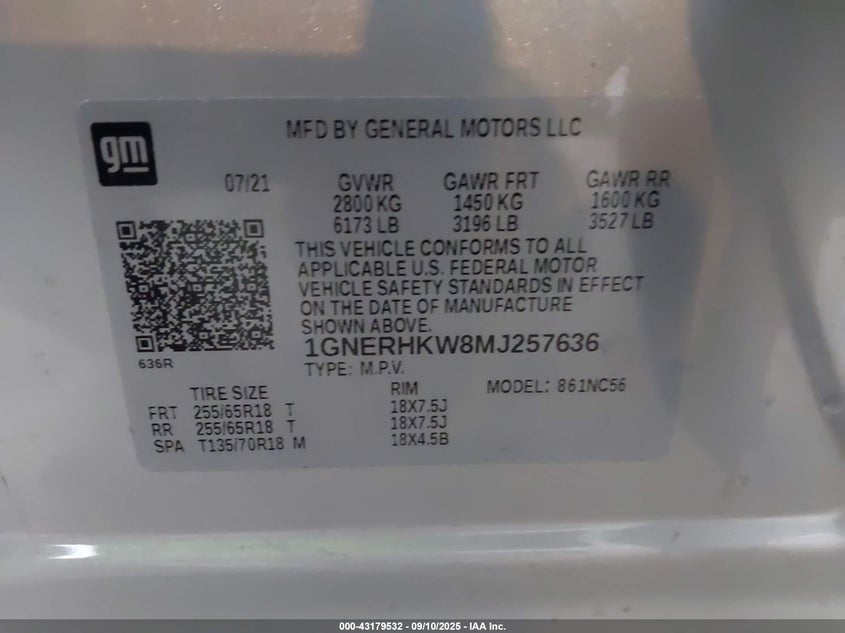 gm
MFD BY GENERAL MOTORS LLC
07/21 GVWR GAWR FRT GAWR RR
2800 KG 1450 KG 1600 KG
6173 LB 3196 LB 3527 LB
THIS VEHICLE CONFORMS TO ALL
APPLICABLE U.S. FEDERAL MOTOR
VEHICLE SAFETY STANDARDS IN EFFECT
ON THE DATE OF MANUFACTURE
SHOWN ABOVE.
1GNERHKW8MJ257636
636R
TYPE: M.P.V.
TIRE SIZE RIM MODEL: 861NC56
FRT 255/65R18 T 18X7.5J
RR 255/65R18 T 18X7.5J
SPA T135/70R18 M 18X4.5B
000-43179532 - 09/10/2025 - IAA Inc.